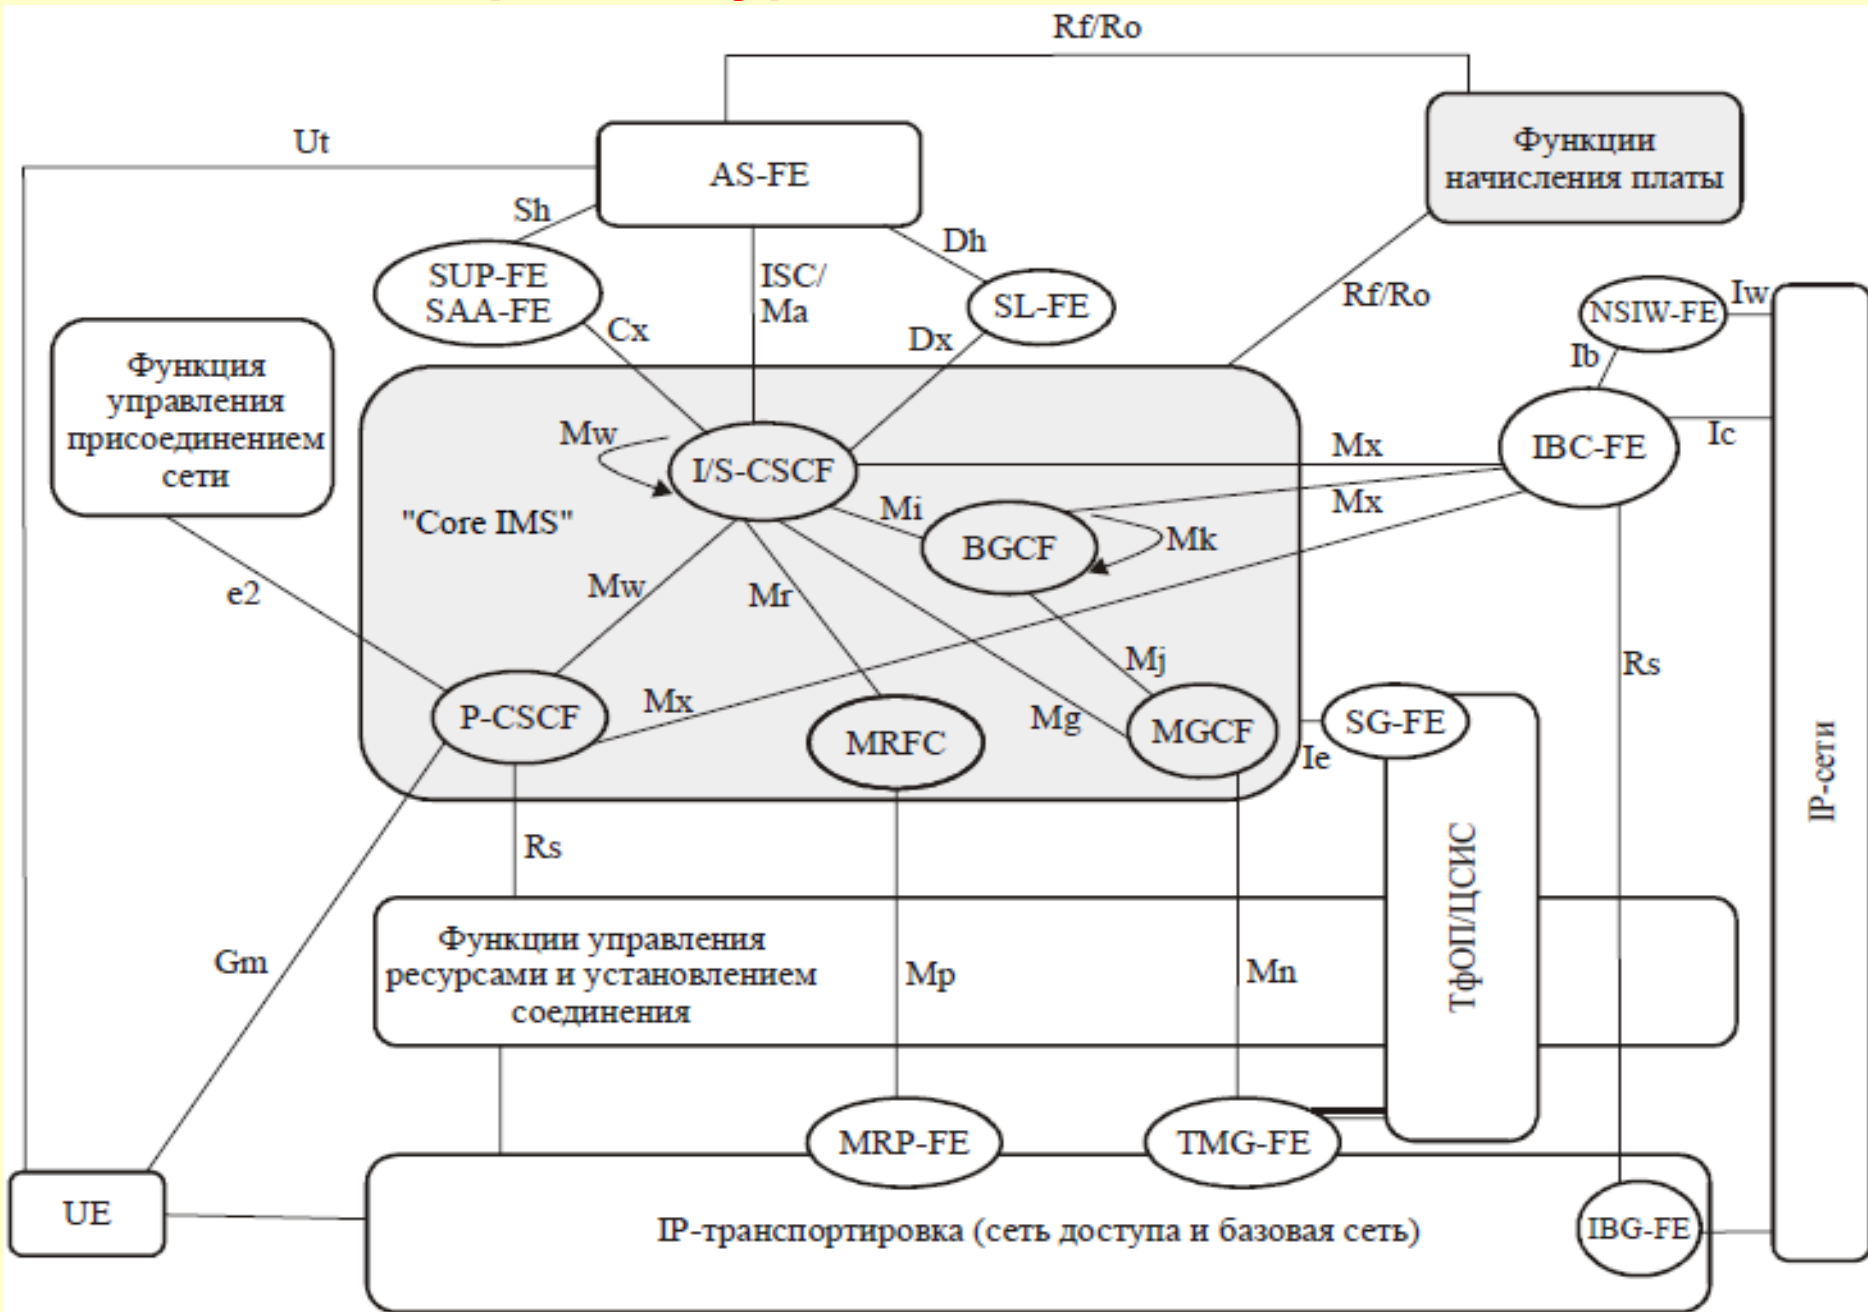 Rf/Ro
Ut
AS-FE
Функции
начисления платы
Sh
Dh
SUP-FE
SAA-FE
ISC/
Ma
SL-FE
Rf/Ro
NSIW-FE
Iw
Cx
Dx
Ib
Функция
управления
присоединением
сети
Mw
I/S-CSCF
Mx
IBC-FE
Ic
"Core IMS"
Mi
Mx
BGCF
Mk
e2
Mw
Mr
Mj
Rs
P-CSCF
Mx
MRFC
Mg
MGCF
SG-FE
Ie
IP-сети
Rs
ТфОП/ЦСИС
Gm
Функции управления
ресурсами и установлением
соединения
Mp
Mn
MRP-FE
TMG-FE
UE
IP-транспортировка (сеть доступа и базовая сеть)
IBG-FE